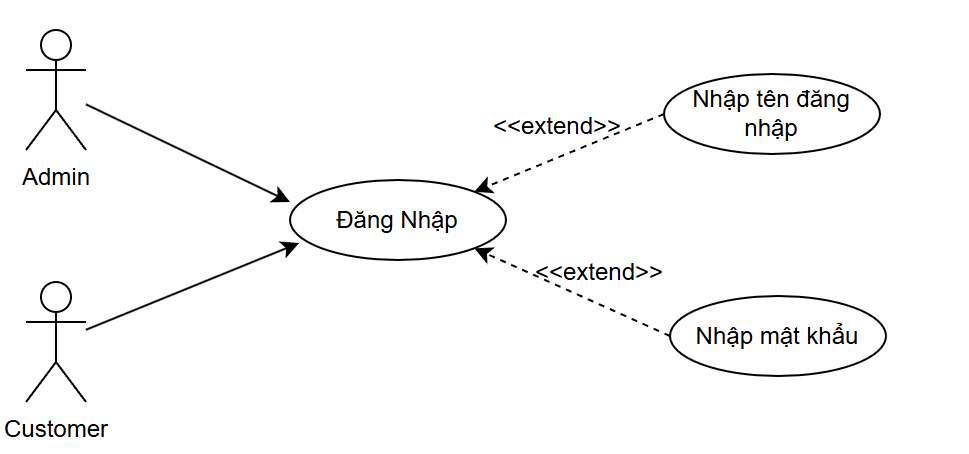 Admin
Customer
Đăng Nhập
<<extend>>
Nhập tên đăng
nhập
<<extend>>
Nhập mật khẩu